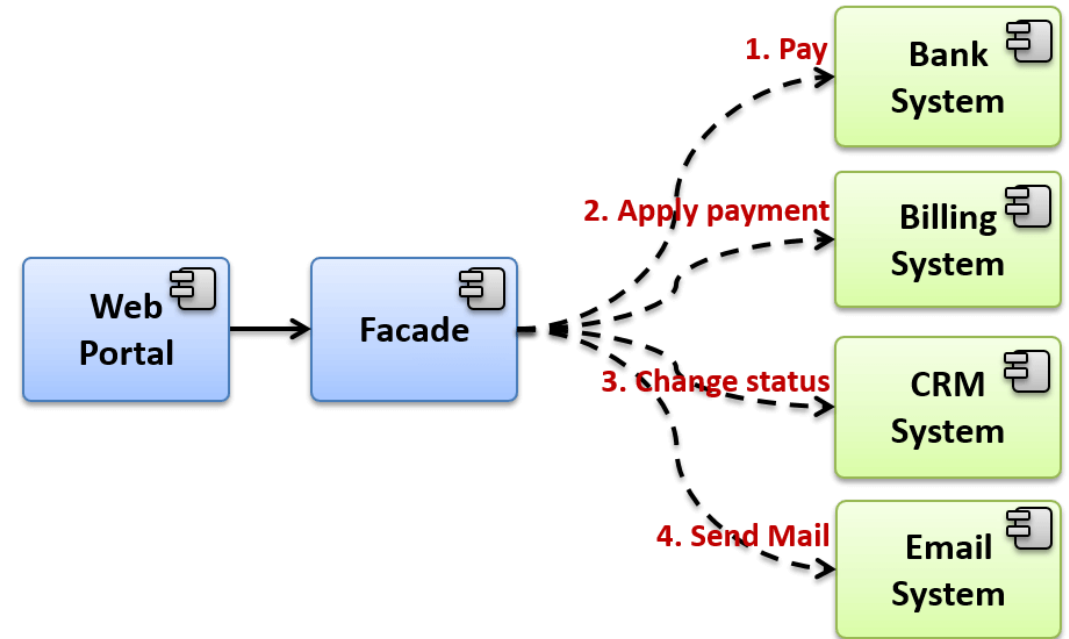 1. Pay
Bank
System
2. Apply payment
Billing
System
Web
Portal
Facade
3. Change status
CRM
System
4. Send Mail
Email
System